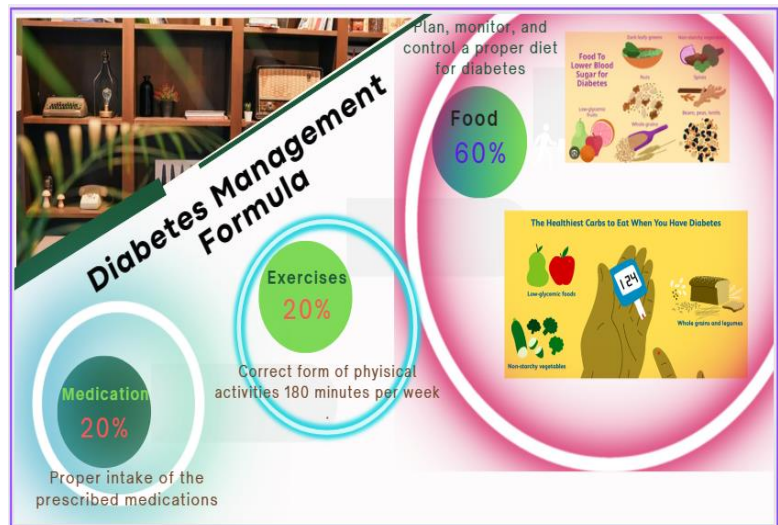 Diabetes Management
Formula
Plan, monitor, and
control a proper diet
for diabetes
Food
60%
Food To
Lower Blood
Sugar for
Diabetes
Dark leafy greens
Non-starchy vegetables
Nuts
Spices
Low-glycemic
fruits
Whole grains
Beans, peas, lentils
The Healthiest Carbs to Eat When You Have Diabetes
Low-glycemic foods
124
Whole grains and legumes
Non-starchy vegetables
Exercises
20%
Correct form of phyisical
activities 180 minutes per week
.
Medication
20%
Proper intake of the
prescribed medications